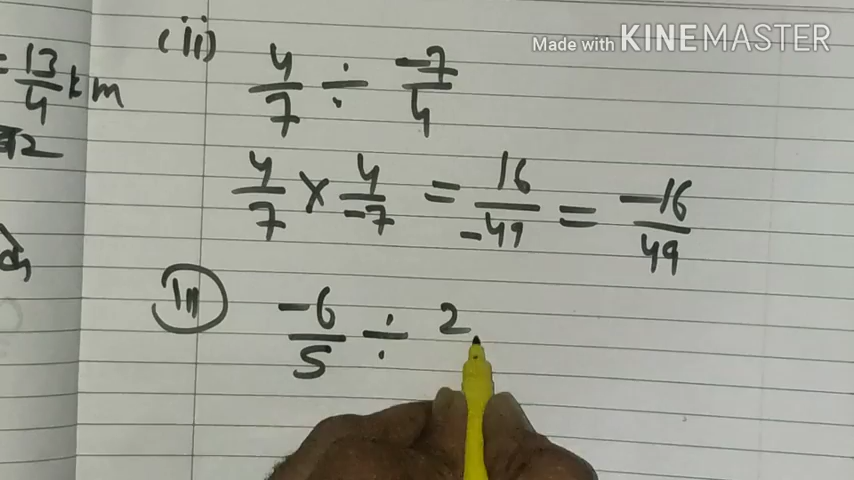 Made with KINEMASTER
= 13/4 km
(ii) 4/7 ÷ -7/4
4/7 × 4/-7 = 16/-49 = -16/49
-6/5 ÷ 2